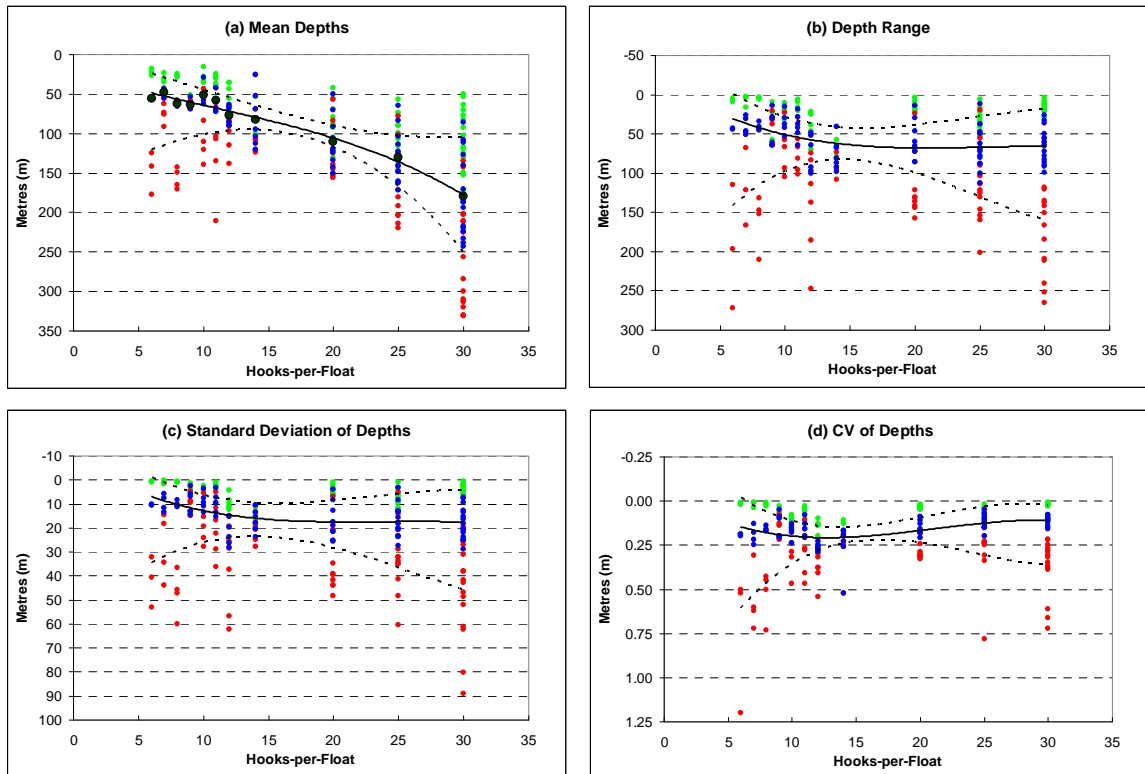 (a) Mean Depths
0
50
100
150
200
250
300
350
Metres (m)
0 5 10 15 20 25 30 35
Hooks-per-Float
(b) Depth Range
-50
0
50
100
150
200
250
300
Metres (m)
0 5 10 15 20 25 30 35
Hooks-per-Float
(c) Standard Deviation of Depths
-10
0
10
20
30
40
50
60
70
80
90
100
Metres (m)
0 5 10 15 20 25 30 35
Hooks-per-Float
(d) CV of Depths
-0.25
0.00
0.25
0.50
0.75
1.00
1.25
Metres (m)
0 5 10 15 20 25 30 35
Hooks-per-Float